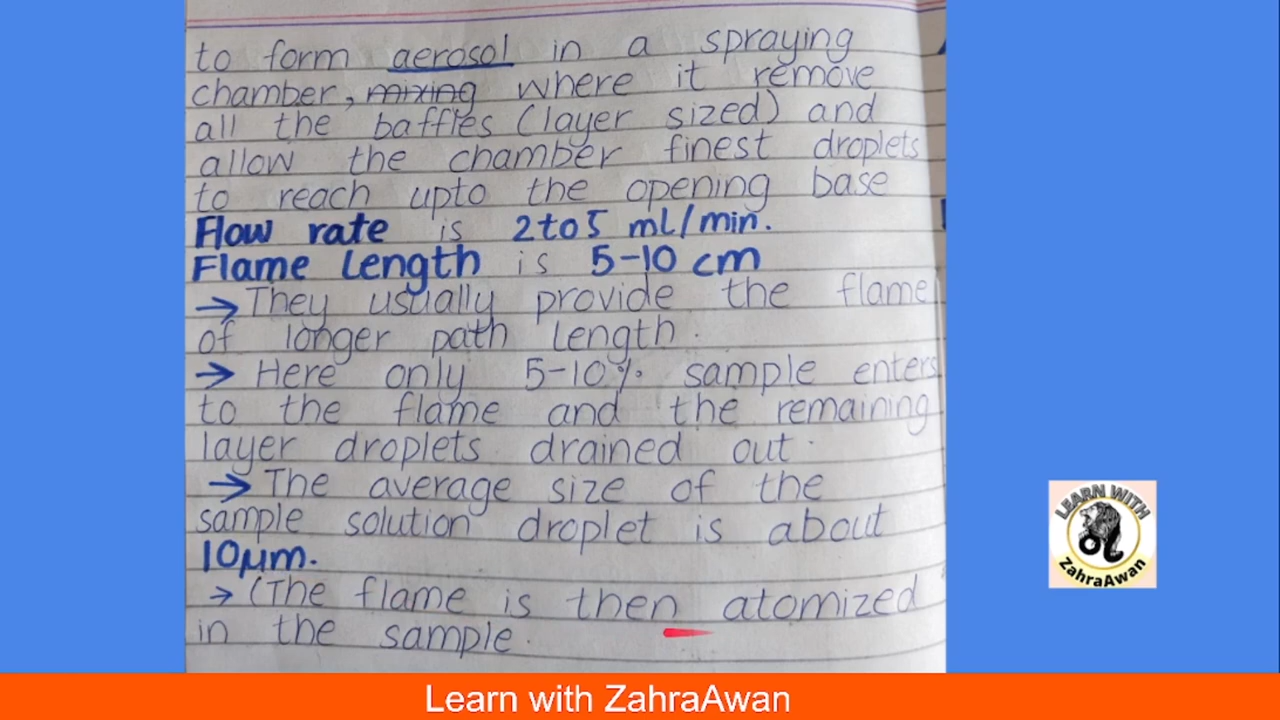 to form aerosol in a spraying
chamber, mixing where it remove
all the baffles (layer sized) and
allow the chamber finest droplets
to reach upto the opening base
Flow rate is 2 to 5 ml/min.
Flame Length is 5-10 cm
→ They usually provide the flame
of longer path length.
→ Here only 5-10% sample enters
to the flame and the remaining
layer droplets drained out.
→ The average size of the
sample solution droplet is about
10μm.
→ (The flame is then atomized
in the sample.
LEARN WITH
ZahraAwan
Learn with ZahraAwan